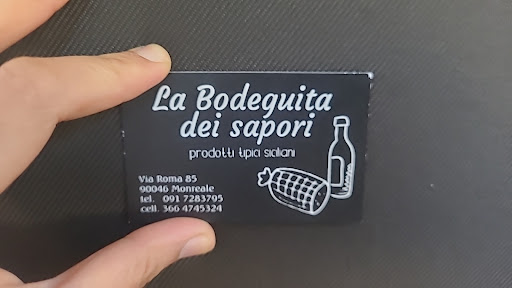 La Bodeguita
dei sapori
prodotti tipici siciliani
Via Roma 85
90046 Monreale
tel. 091 7283795
cell. 366 4745324